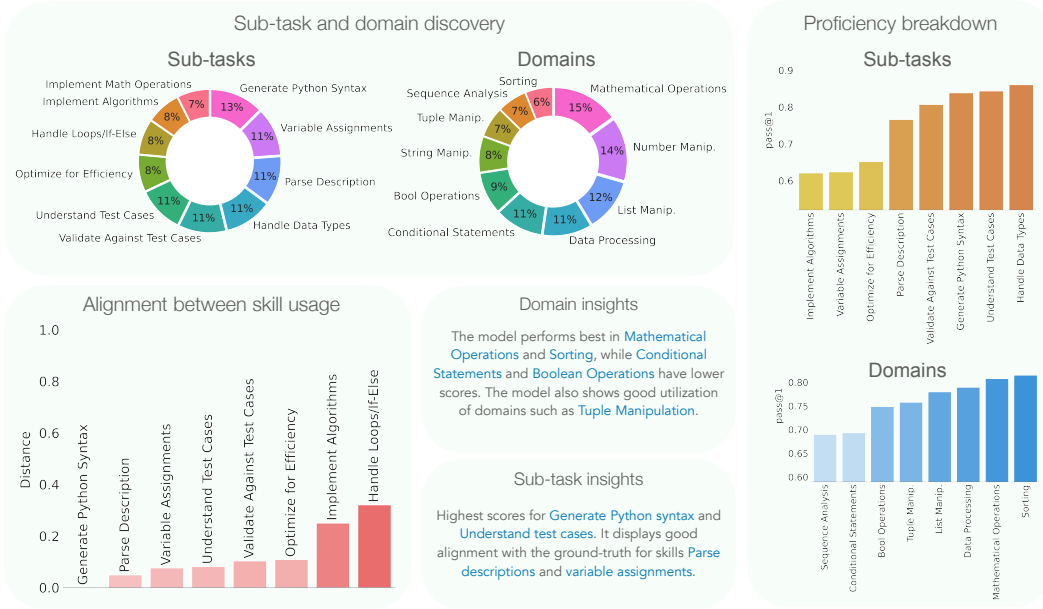 Sub-task and domain discovery
Sub-tasks
Implement Math Operations
Implement Algorithms
Handle Loops/If-Else
Optimize for Efficiency
Understand Test Cases
Validate Against Test Cases
Generate Python Syntax
Variable Assignments
Parse Description
Handle Data Types
7%
13%
8%
11%
8%
11%
8%
11%
11%
11%
Domains
Sorting
Sequence Analysis
Tuple Manip.
String Manip.
Bool Operations
Conditional Statements
Mathematical Operations
Number Manip.
List Manip.
Data Processing
6%
15%
7%
7%
14%
8%
9%
12%
11%
11%
Proficiency breakdown
Sub-tasks
pass@1
0.9
0.8
0.7
0.6
Implement Algorithms
Variable Assignments
Optimize for Efficiency
Parse Description
Validate Against Test Cases
Generate Python Syntax
Understand Test Cases
Handle Data Types
Domains
pass@1
0.80
0.75
0.70
0.65
0.60
Sequence Analysis
Conditional Statements
Bool Operations
Tuple Manip.
List Manip.
Data Processing
Mathematical Operations
Sorting
Alignment between skill usage
Distance
1.0
0.8
0.6
0.4
0.2
0.0
Generate Python Syntax
Parse Description
Variable Assignments
Understand Test Cases
Validate Against Test Cases
Optimize for Efficiency
Implement Algorithms
Handle Loops/If-Else
Domain insights
The model performs best in Mathematical
Operations and Sorting, while Conditional
Statements and Boolean Operations have lower
scores. The model also shows good utilization
of domains such as Tuple Manipulation.
Sub-task insights
Highest scores for Generate Python syntax and
Understand test cases. It displays good
alignment with the ground-truth for skills Parse
descriptions and variable assignments.